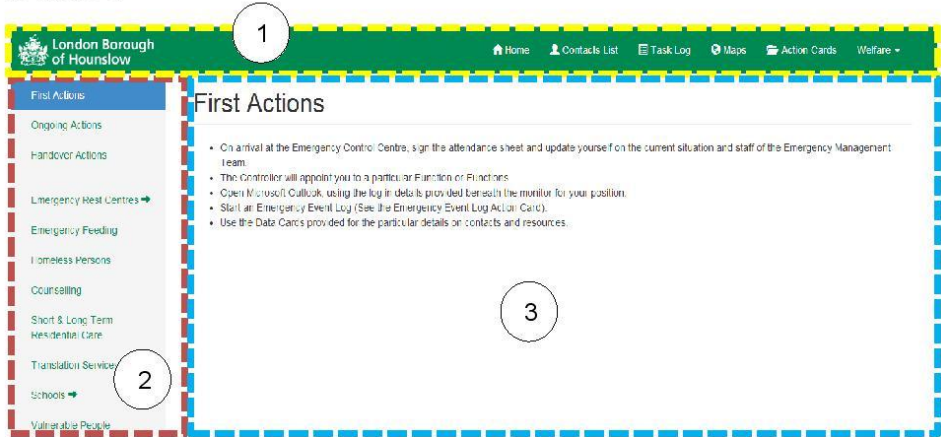 1
London Borough
of Hounslow
Home Contacts List Task Log Maps Action Cards Welfare
First Actions
Ongoing Actions
Handover Actions
Emergency Rest Centres
Emergency Feeding
Homeless Persons
Counselling
Short & Long Term
Residential Care
Translation Service
Schools
Vulnerable People
2
First Actions
• On arrival at the Emergency Control Centre, sign the attendance sheet and update yourself on the current situation and staff of the Emergency Management
Team.
• The Controller will appoint you to a particular Function or Functions
• Open Microsoft Outlook, using the log in details provided beneath the monitor for your position.
• Start an Emergency Event Log (See the Emergency Event Log Action Card).
• Use the Data Cards provided for the particular details on contacts and resources.
3